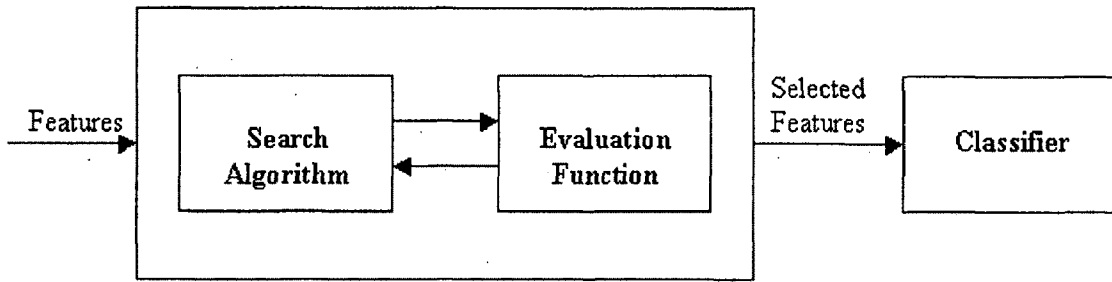 Features
Search
Algorithm
Evaluation
Function
Selected
Features
Classifier